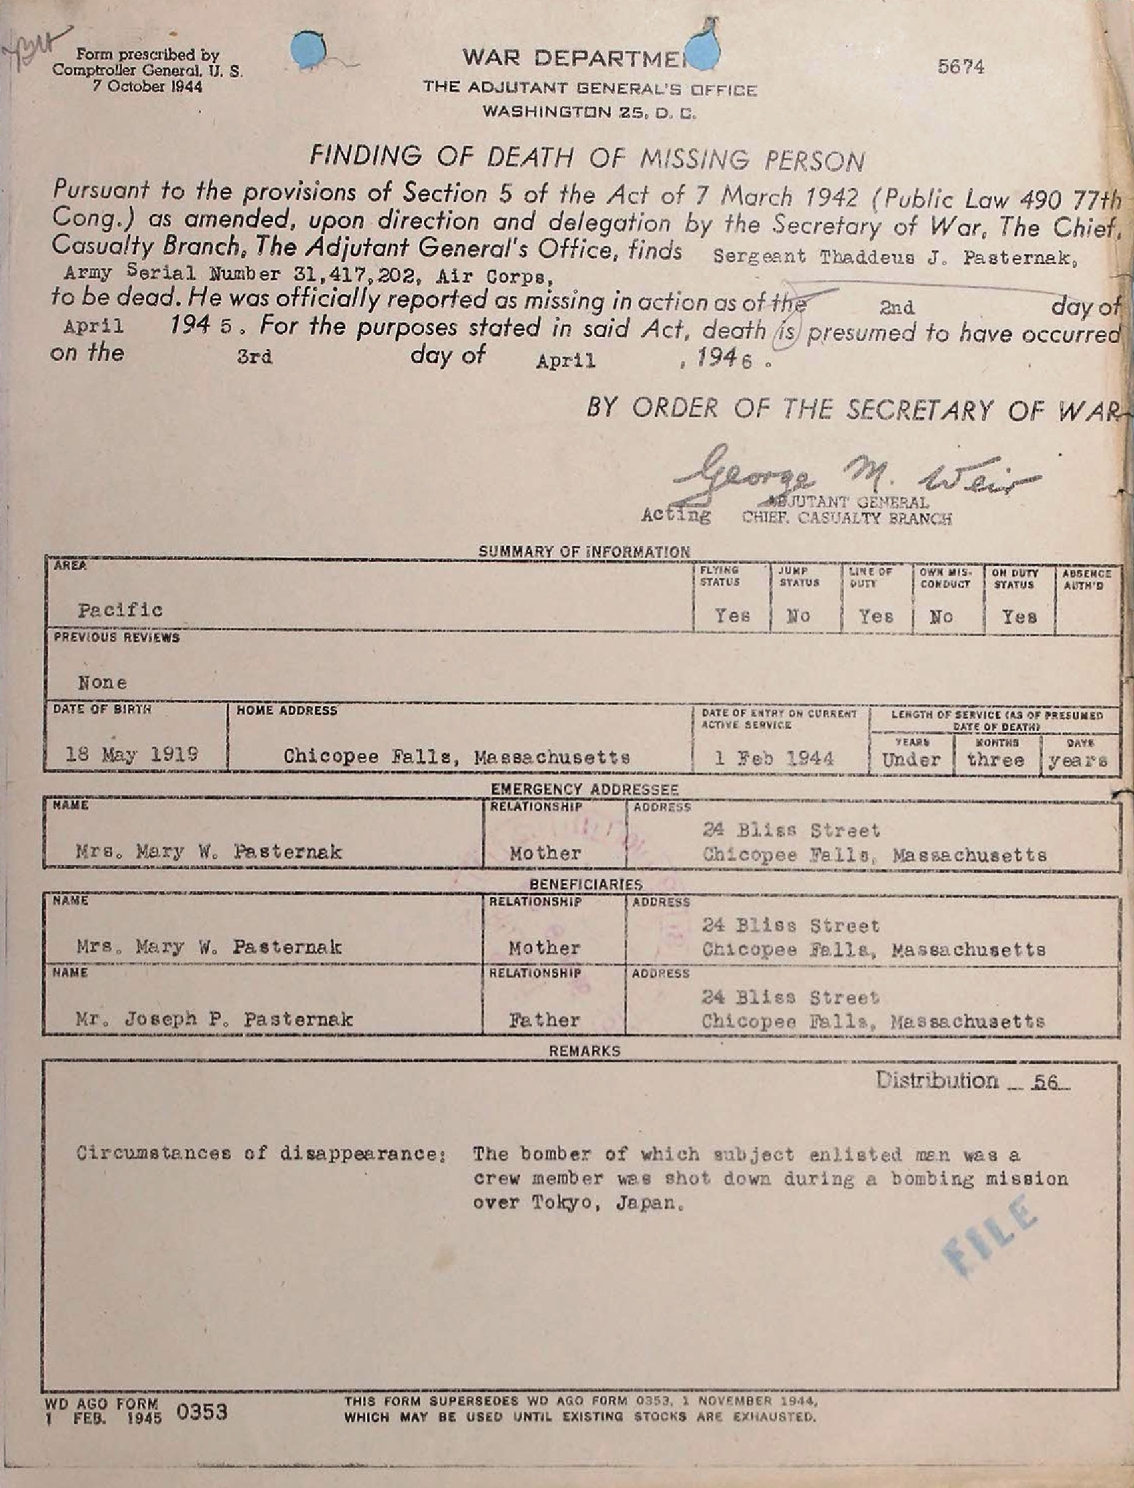 Form prescribed by
Comptroller General, U. S.
7 October 1944
WAR DEPARTME
5674
THE ADJUTANT GENERAL'S OFFICE
WASHINGTON 25, D. C.
FINDING OF DEATH OF MISSING PERSON
Pursuant to the provisions of Section 5 of the Act of 7 March 1942 (Public Law 490 77th
Cong.) as amended, upon direction and delegation by the Secretary of War, The Chief,
Casualty Branch, The Adjutant General's Office, finds Sergeant Thaddeus J. Pasternak,
Army Serial Number 31,417,202, Air Corps,
to be dead. He was officially reported as missing in action as of the 2nd day of
April 194 5. For the purposes stated in said Act, death is presumed to have occurred
on the 3rd day of April , 1946 .
BY ORDER OF THE SECRETARY OF WAR
George M. Weir
ADJUTANT GENERAL
Acting CHIEF, CASUALTY BRANCH
SUMMARY OF INFORMATION
AREA FLYING STATUS JUMP STATUS LINE OF DUTY OWN MIS-CONDUCT ON DUTY STATUS ABSENCE AUTH'D
Pacific Yes No Yes No Yes
PREVIOUS REVIEWS
None
DATE OF BIRTH HOME ADDRESS DATE OF ENTRY ON CURRENT ACTIVE SERVICE LENGTH OF SERVICE (AS OF PRESUMED DATE OF DEATH)
YEARS MONTHS DAYS
18 May 1919 Chicopee Falls, Massachusetts 1 Feb 1944 Under three years
EMERGENCY ADDRESSEE
NAME RELATIONSHIP ADDRESS
24 Bliss Street
Mrs. Mary W. Pasternak Mother Chicopee Falls, Massachusetts
BENEFICIARIES
NAME RELATIONSHIP ADDRESS
24 Bliss Street
Mrs. Mary W. Pasternak Mother Chicopee Falls, Massachusetts
NAME RELATIONSHIP ADDRESS
24 Bliss Street
Mr. Joseph P. Pasternak Father Chicopee Falls, Massachusetts
REMARKS
Distribution 56
Circumstances of disappearance: The bomber of which subject enlisted man was a
crew member was shot down during a bombing mission
over Tokyo, Japan.
FILE
WD AGO FORM 0353
1 FEB. 1945
THIS FORM SUPERSEDES WD AGO FORM 0353, 1 NOVEMBER 1944,
WHICH MAY BE USED UNTIL EXISTING STOCKS ARE EXHAUSTED.